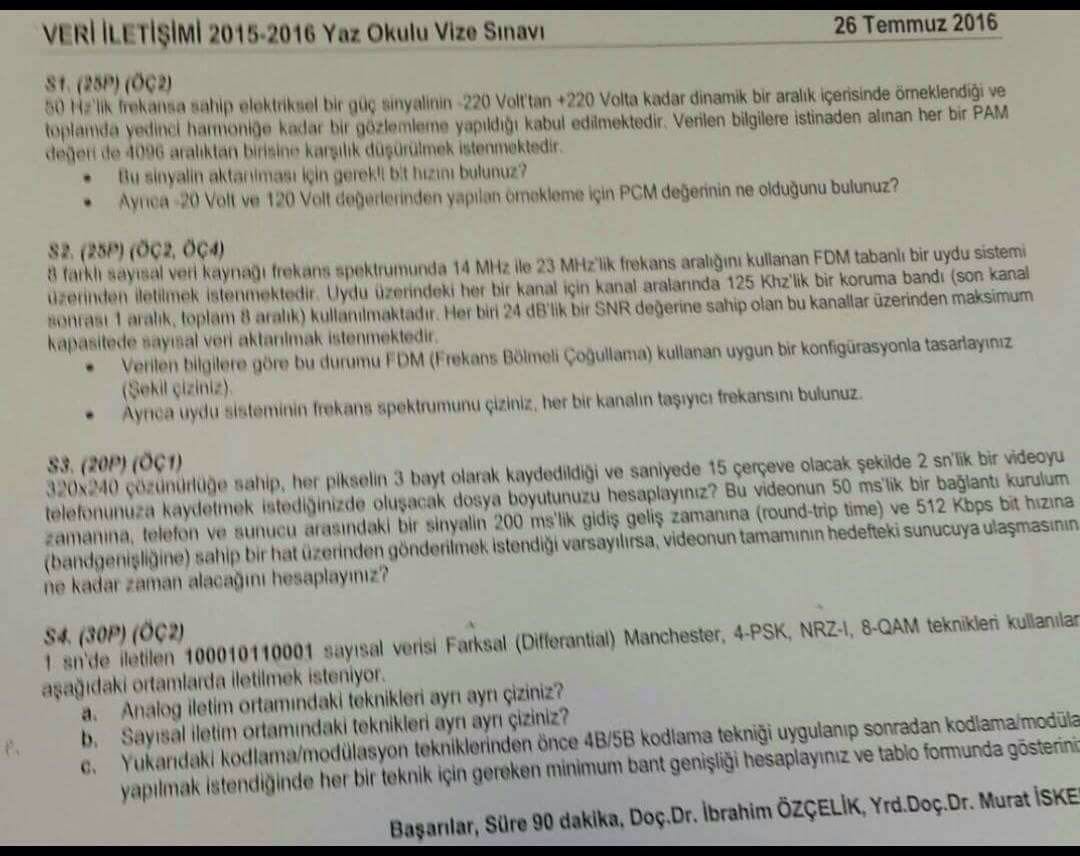 VERİ İLETİŞİMİ 2015-2016 Yaz Okulu Vize Sınavı 26 Temmuz 2016
S1. (25P) (ÖÇ2)
50 Hz'lik frekansa sahip elektriksel bir güç sinyalinin -220 Volt'tan +220 Volta kadar dinamik bir aralık içerisinde örneklendiği ve
toplamda yedinci harmoniğe kadar bir gözlemleme yapıldığı kabul edilmektedir. Verilen bilgilere istinaden alınan her bir PAM
değeri de 4096 aralıktan birisine karşılık düşürülmek istenmektedir.
• Bu sinyalin aktarılması için gerekli bit hızını bulunuz?
• Ayrıca -20 Volt ve 120 Volt değerlerinden yapılan örnekleme için PCM değerinin ne olduğunu bulunuz?
S2. (25P) (ÖÇ2, ÖÇ4)
8 farklı sayısal veri kaynağı frekans spektrumunda 14 MHz ile 23 MHz'lik frekans aralığını kullanan FDM tabanlı bir uydu sistemi
üzerinden iletilmek istenmektedir. Uydu üzerindeki her bir kanal için kanal aralarında 125 Khz'lik bir koruma bandı (son kanal
sonrası 1 aralık, toplam 8 aralık) kullanılmaktadır. Her biri 24 dB'lik bir SNR değerine sahip olan bu kanallar üzerinden maksimum
kapasitede sayısal veri aktarılmak istenmektedir.
• Verilen bilgilere göre bu durumu FDM (Frekans Bölmeli Çoğullama) kullanan uygun bir konfigürasyonla tasarlayınız
(Şekil çiziniz).
• Ayrıca uydu sisteminin frekans spektrumunu çiziniz, her bir kanalın taşıyıcı frekansını bulunuz.
S3. (20P) (ÖÇ1)
320x240 çözünürlüğe sahip, her pikselin 3 bayt olarak kaydedildiği ve saniyede 15 çerçeve olacak şekilde 2 sn'lik bir videoyu
telefonunuza kaydetmek istediğinizde oluşacak dosya boyutunuzu hesaplayınız? Bu videonun 50 ms'lik bir bağlantı kurulum
zamanına, telefon ve sunucu arasındaki bir sinyalin 200 ms'lik gidiş geliş zamanına (round-trip time) ve 512 Kbps bit hızına
(bandgenişliğine) sahip bir hat üzerinden gönderilmek istendiği varsayılırsa, videonun tamamının hedefteki sunucuya ulaşmasının
ne kadar zaman alacağını hesaplayınız?
S4. (30P) (ÖÇ2)
1 sn'de iletilen 100010110001 sayısal verisi Farksal (Differantial) Manchester, 4-PSK, NRZ-I, 8-QAM teknikleri kullanılar
aşağıdaki ortamlarda iletilmek isteniyor.
a. Analog iletim ortamındaki teknikleri ayrı ayrı çiziniz?
b. Sayısal iletim ortamındaki teknikleri ayrı ayrı çiziniz?
c. Yukarıdaki kodlama/modülasyon tekniklerinden önce 4B/5B kodlama tekniği uygulanıp sonradan kodlama/modüla
yapılmak istendiğinde her bir teknik için gereken minimum bant genişliği hesaplayınız ve tablo formunda gösterini
Başarılar, Süre 90 dakika, Doç.Dr. İbrahim ÖZÇELİK, Yrd.Doç.Dr. Murat İSKE